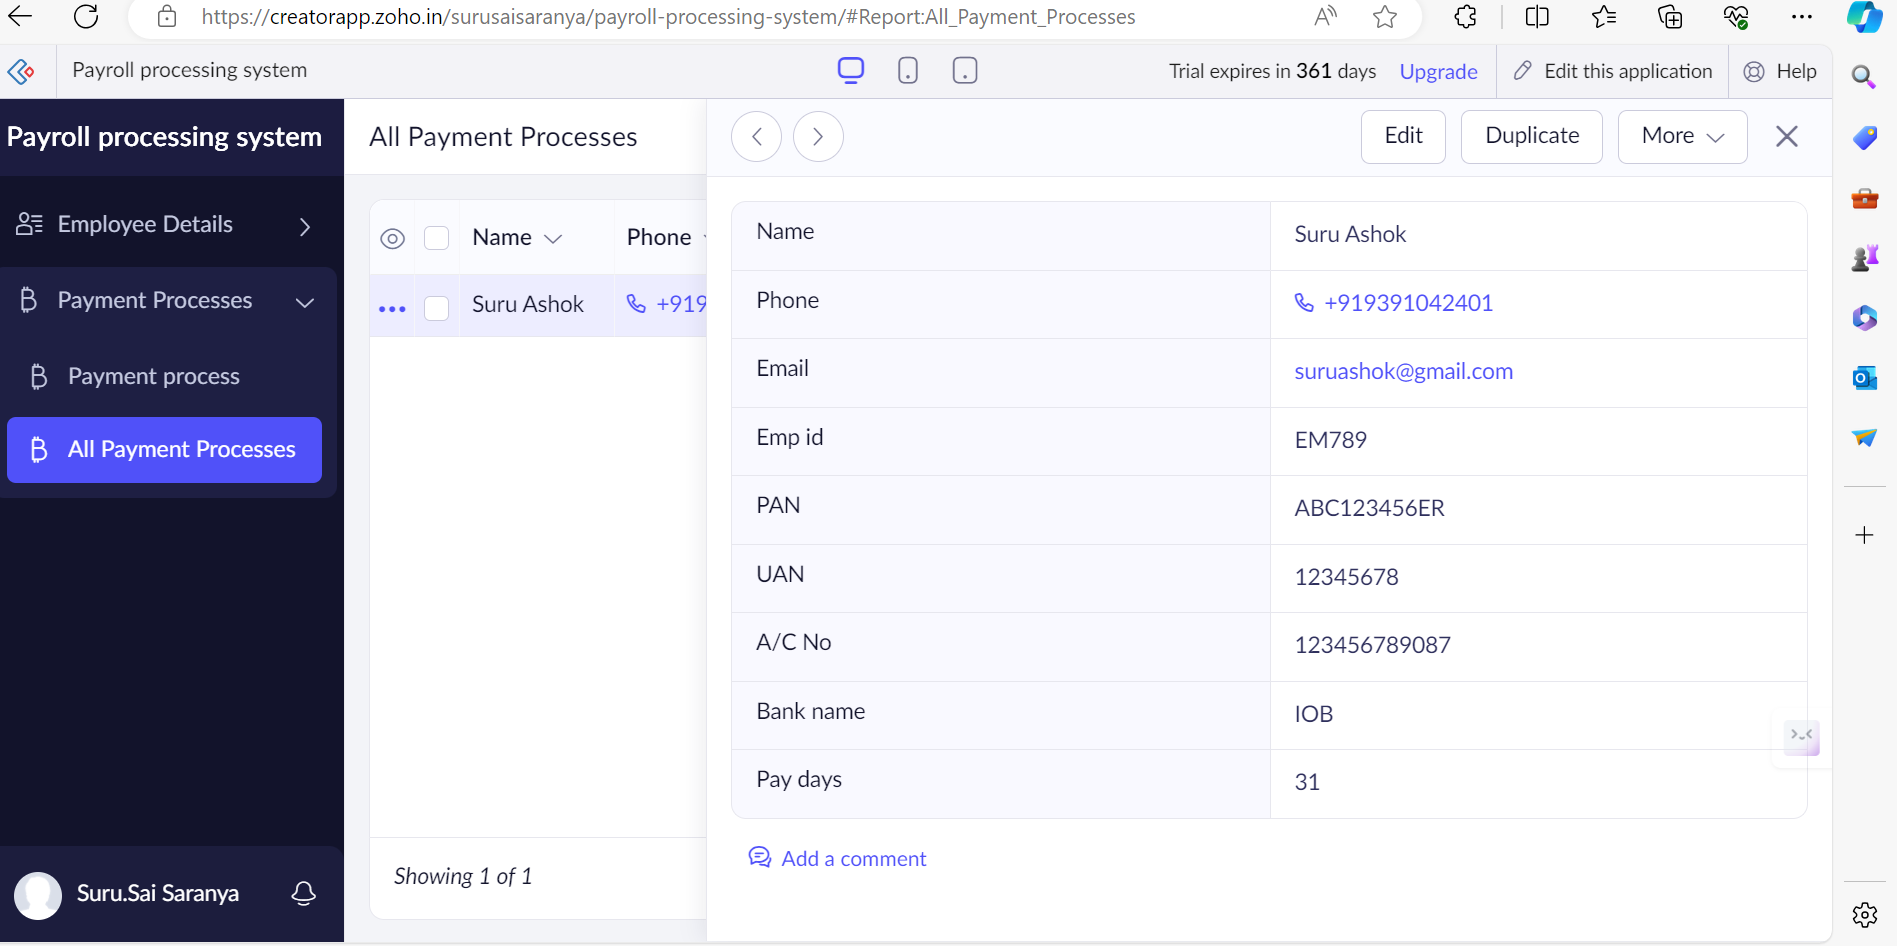 https://creatorapp.zoho.in/surusaisaranya/payroll-processing-system/#Report:All_Payment_Processes
Payroll processing system
Trial expires in 361 days Upgrade
Edit this application
Help
Payroll processing system
Employee Details
Payment Processes
Payment process
All Payment Processes
Suru.Sai Saranya
All Payment Processes
Name Phone
Suru Ashok +919
Showing 1 of 1
Edit Duplicate More
Name Suru Ashok
Phone +919391042401
Email suruashok@gmail.com
Emp id EM789
PAN ABC123456ER
UAN 12345678
A/C No 123456789087
Bank name IOB
Pay days 31
Add a comment